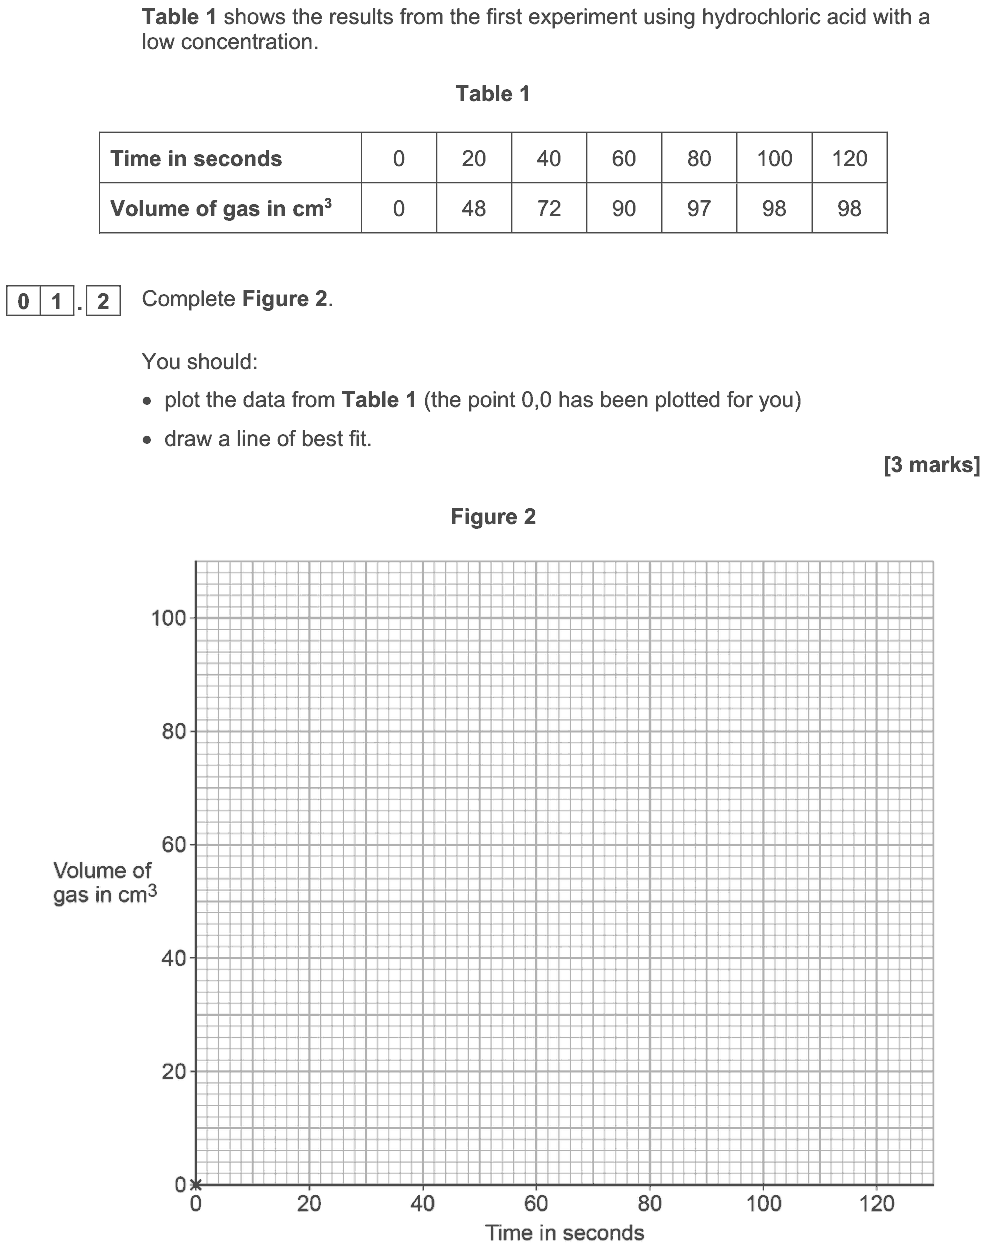 Table 1 shows the results from the first experiment using hydrochloric acid with a
low concentration.
Table 1
Time in seconds 0 20 40 60 80 100 120
Volume of gas in cm³ 0 48 72 90 97 98 98
0 1 . 2 Complete Figure 2.
You should:
• plot the data from Table 1 (the point 0,0 has been plotted for you)
• draw a line of best fit.
[3 marks]
Figure 2
100
80
60
Volume of
gas in cm³
40
20
0
0 20 40 60 80 100 120
Time in seconds